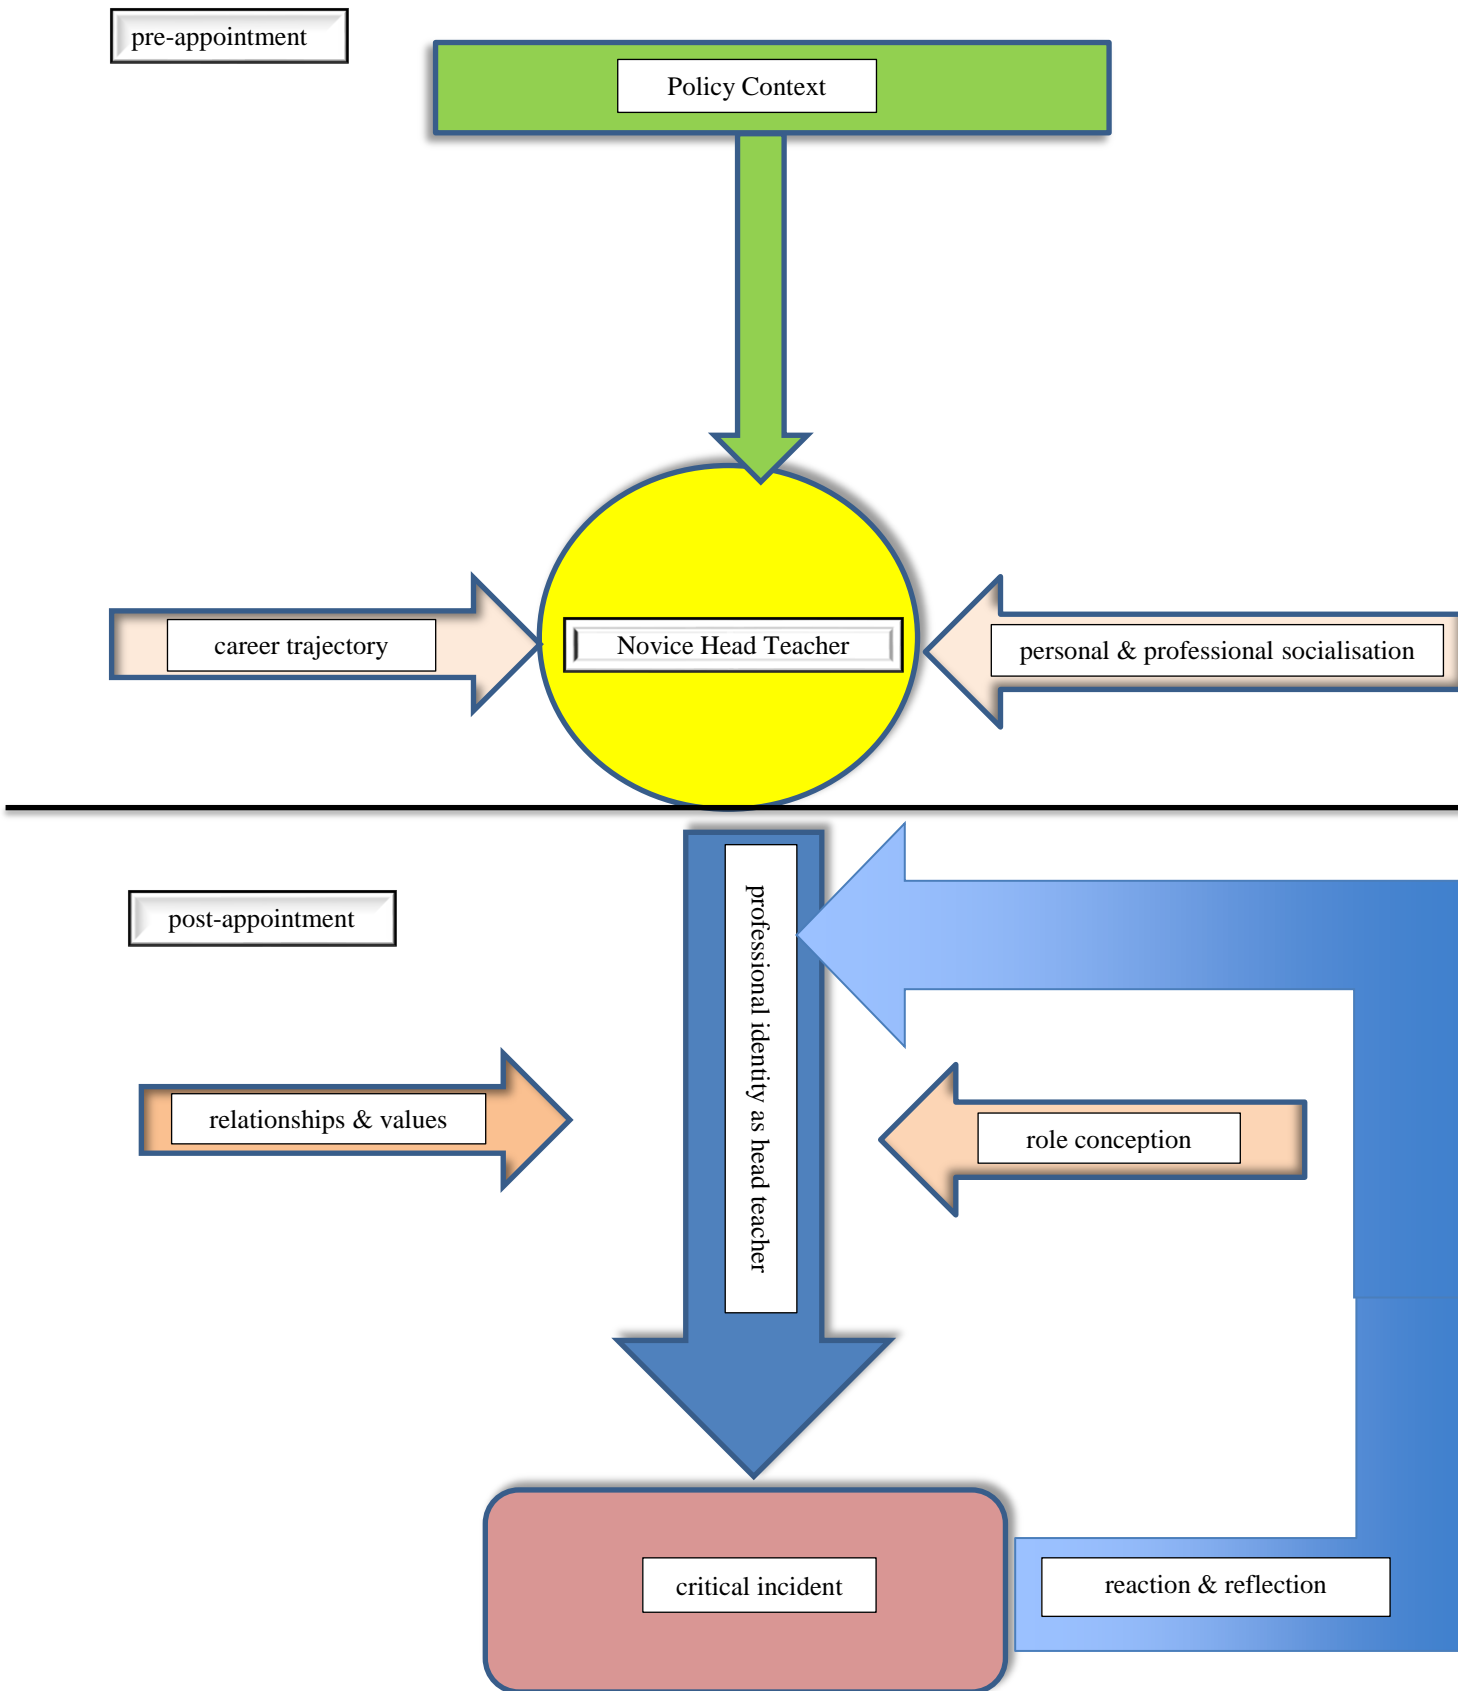 pre-appointment
Policy Context
career trajectory
Novice Head Teacher
personal & professional socialisation
professional identity as head teacher
post-appointment
relationships & values
role conception
critical incident
reaction & reflection